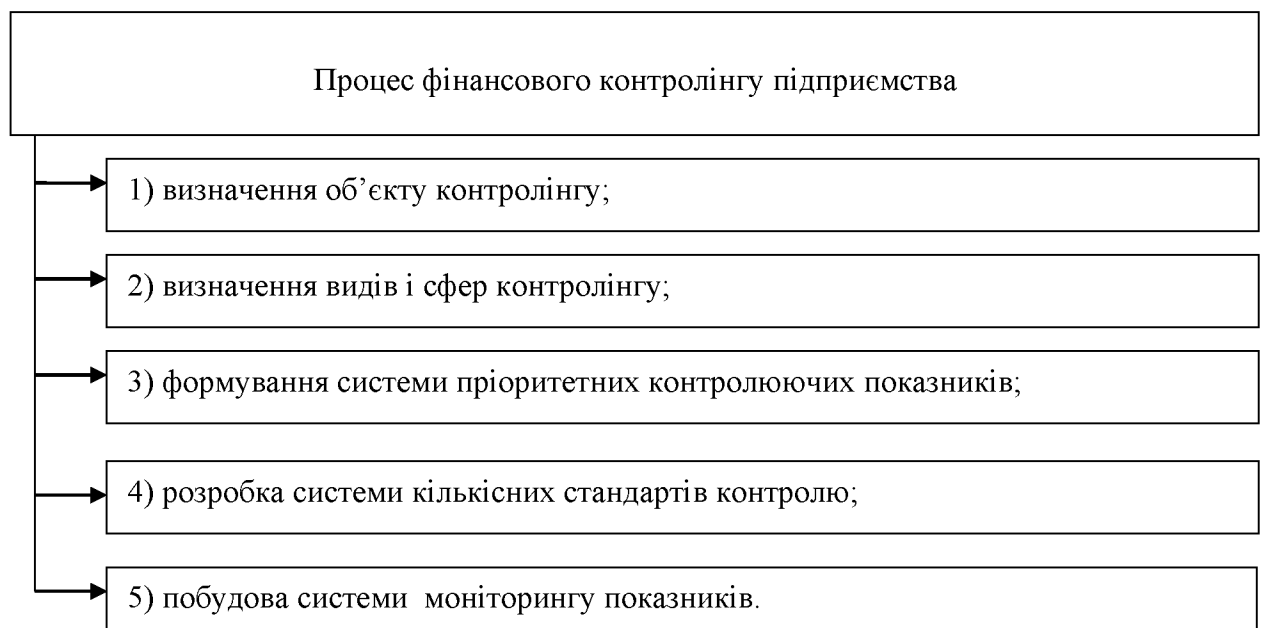 Процес фінансового контролінгу підприємства
1) визначення об’єкту контролінгу;
2) визначення видів і сфер контролінгу;
3) формування системи пріоритетних контролюючих показників;
4) розробка системи кількісних стандартів контролю;
5) побудова системи  моніторингу показників.